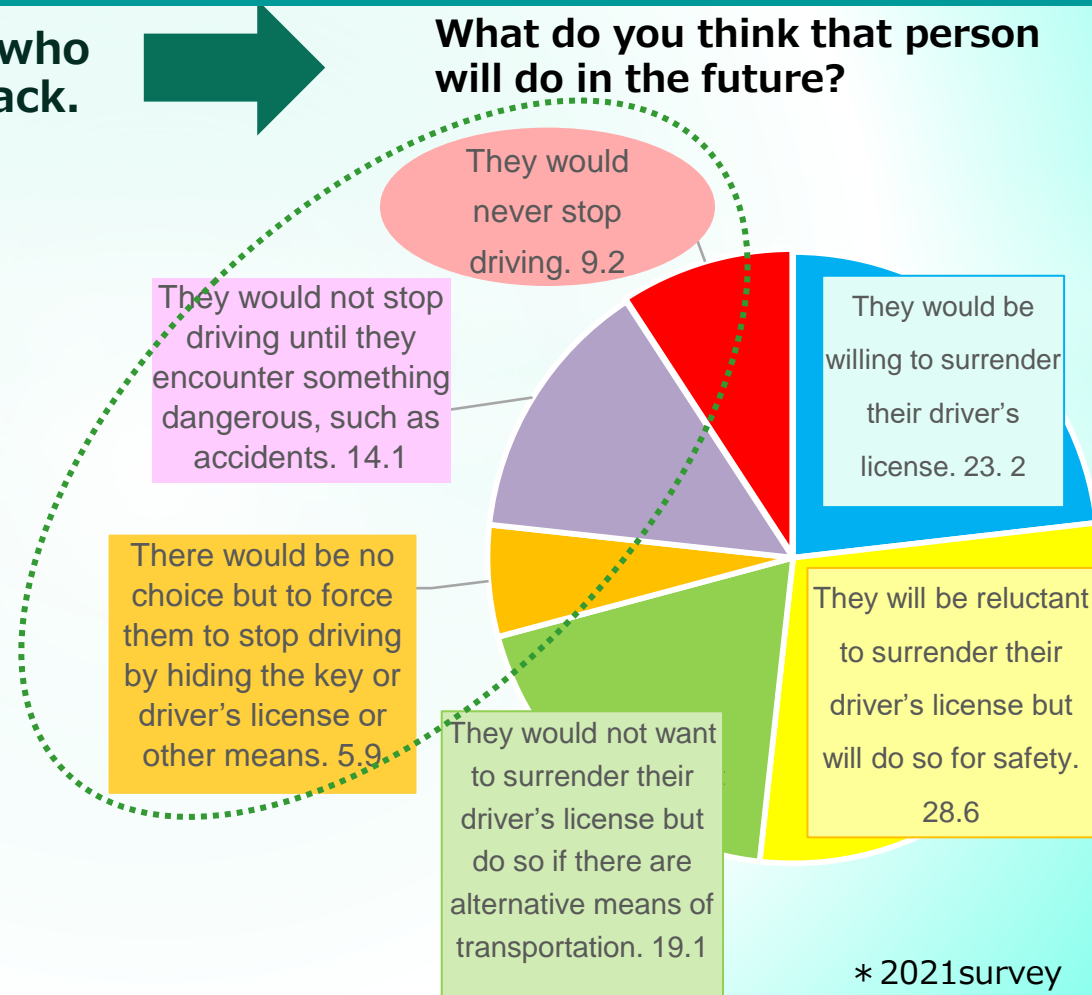 who
ack.
What do you think that person
will do in the future?
They would
never stop
driving. 9.2
They would not stop
driving until they
encounter something
dangerous, such as
accidents. 14.1
There would be no
choice but to force
them to stop driving
by hiding the key or
driver’s license or
other means. 5.9
They would not want
to surrender their
driver’s license but
do so if there are
alternative means of
transportation. 19.1
They would be
willing to surrender
their driver’s
license. 23. 2
They will be reluctant
to surrender their
driver’s license but
will do so for safety.
28.6
＊2021survey